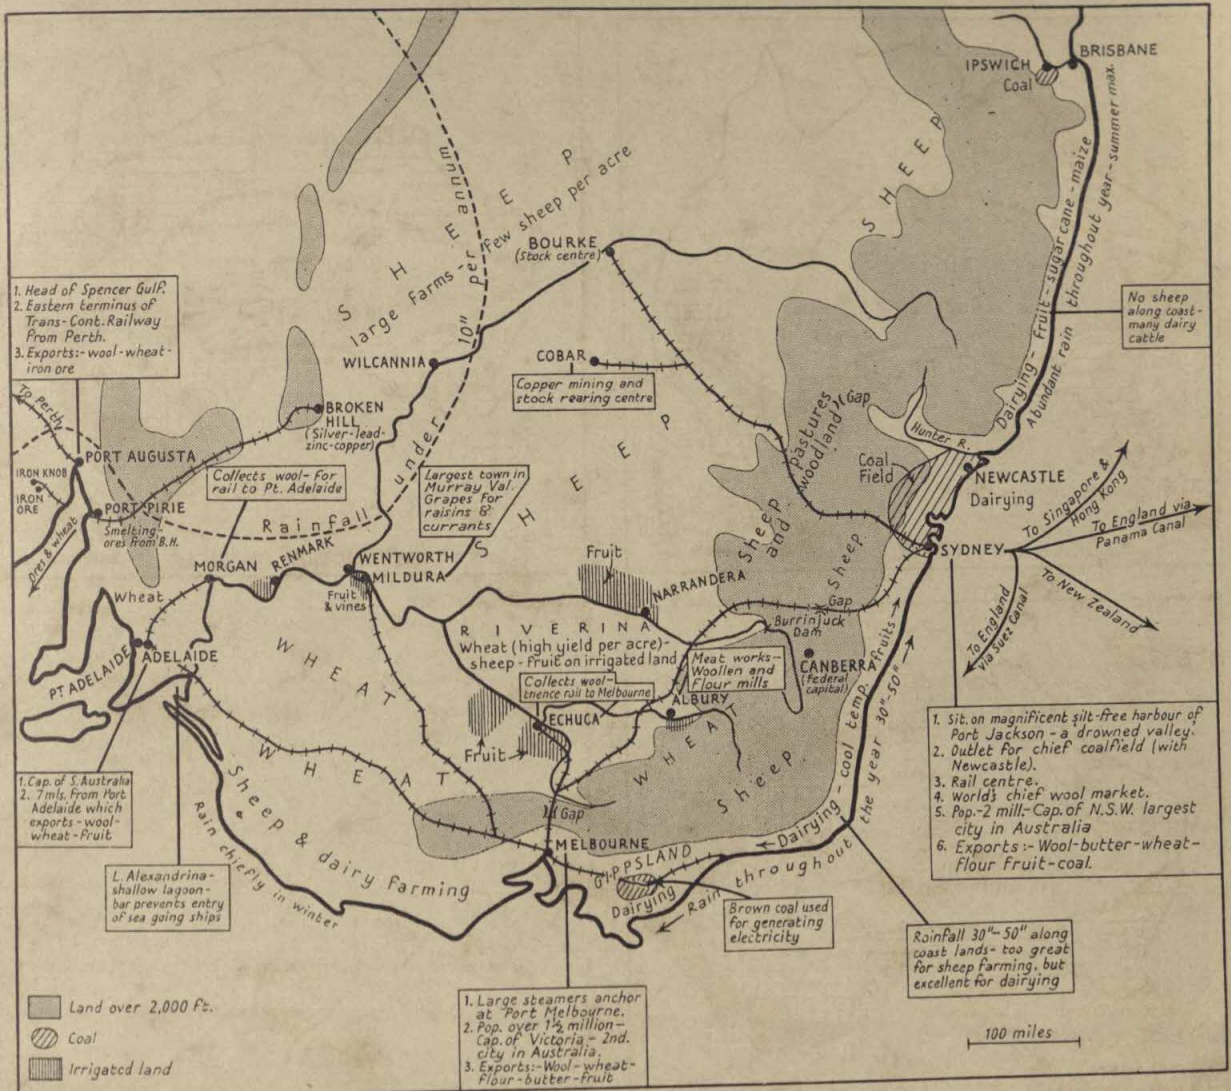 IPSWICH
Coal
BRISBANE
SHEEP
SHEEP
large farms - few sheep per acre
Rainfall under 10" per annum
BOURKE
(Stock centre)
Dairying - fruit - sugar cane - maize
Abundant rain throughout year - summer max.
1. Head of Spencer Gulf.
2. Eastern terminus of
Trans-Cont. Railway
From Perth.
3. Exports:-wool-wheat-
iron ore
No sheep
along coast-
many dairy
cattle
WILCANNIA
COBAR
Copper mining and
stock rearing centre
To Perth
BROKEN
HILL
(Silver-lead-
zinc-copper)
Gap
Hunter R.
Sheep pastures
and woodland
SHEEP
PORT AUGUSTA
IRON KNOB
IRON
ORE
Collects wool-for
rail to Pt. Adelaide
Largest town in
Murray Val.
Grapes for
raisins &
currants
Coal
Field
NEWCASTLE
Dairying
PORT PIRIE
Smelting-
ores from B.H.
ores & wheat
To Singapore &
Hong Kong
To England via
Panama Canal
SYDNEY
To New Zealand
To England
via Suez Canal
MORGAN
RENMARK
WENTWORTH
MILDURA
Fruit
& vines
Fruit
NARRANDERA
Sheep
Gap
Burrinjuck
Dam
Wheat
RIVERINA
Wheat (high yield per acre)-
sheep-fruit on irrigated land
WHEAT
PT ADELAIDE
ADELAIDE
Collects wool-
thence rail to Melbourne
Meat works-
Woollen and
Flour mills
CANBERRA
(Federal
capital)
ECHUCA
ALBURY
Fruit
WHEAT
WHEAT
Sheep
Dairying - cool temp. fruits
Rain throughout the year 30"-50"
1. Sit. on magnificent silt-free harbour of
Port Jackson - a drowned valley.
2. Outlet for chief coalfield (with
Newcastle).
3. Rail centre.
4. World's chief wool market.
5. Pop.-2 mill.-Cap. of N.S.W. largest
city in Australia
6. Exports:-Wool-butter-wheat-
flour fruit-coal.
1. Cap. of S. Australia
2. 7 mls. From Port
Adelaide which
exports-wool-
wheat-fruit
Sheep & dairy farming
Rain chiefly in winter
Gap
MELBOURNE
GIPPSLAND
Dairying
L. Alexandrina-
shallow lagoon-
bar prevents entry
of sea going ships
Brown coal used
for generating
electricity
Rainfall 30"-50" along
coast lands-too great
for sheep farming, but
excellent for dairying
1. Large steamers anchor
at Port Melbourne.
2. Pop. over 1½ million-
Cap. of Victoria-2nd.
city in Australia.
3. Exports:-Wool-wheat-
flour-butter-fruit
Land over 2,000 ft.
Coal
Irrigated land
100 miles